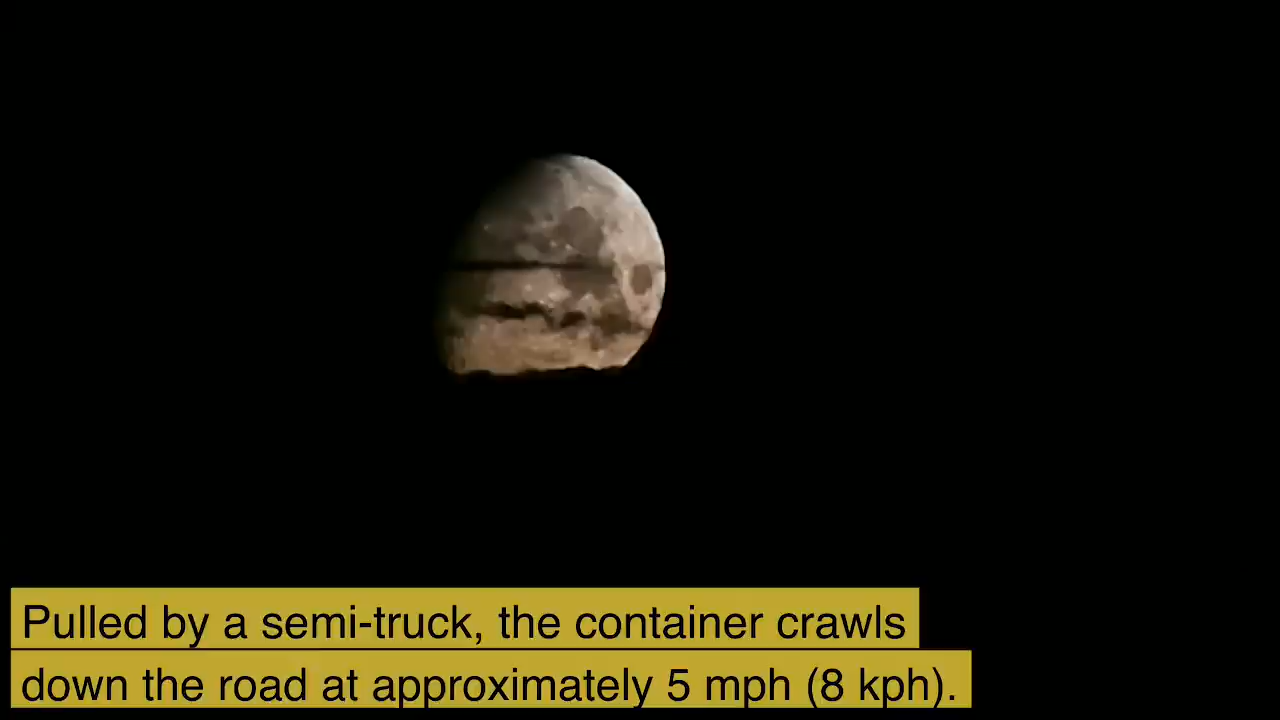 Pulled by a semi-truck, the container crawls
down the road at approximately 5 mph (8 kph).